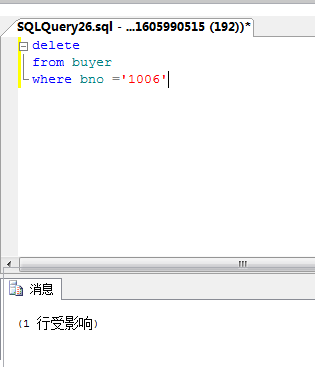 SQLQuery26.sql - ...1605990515 (192))*
delete
from buyer
where bno ='1006'
消息
(1 行受影响)